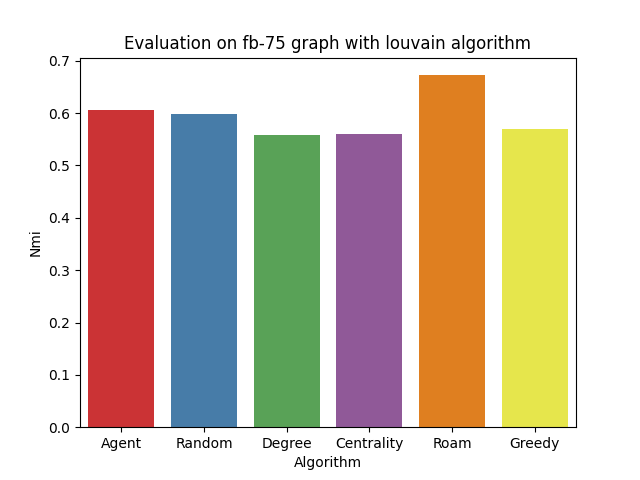 Evaluation on fb-75 graph with louvain algorithm
0.7
0.6
0.5
0.4
0.3
0.2
0.1
0.0
Nmi
Agent Random Degree Centrality Roam Greedy
Algorithm